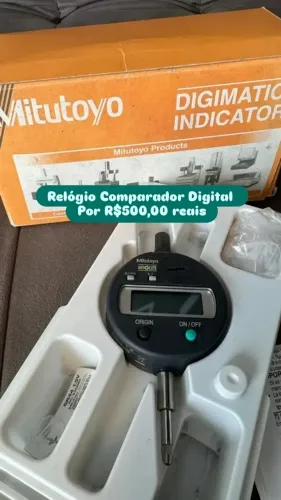 Mitutoyo
DIGIMATIC
INDICATOR
Mitutoyo Products
Relógio Comparador Digital
Por R$500,00 reais
Mitutoyo
ORIGIN
ON/OFF